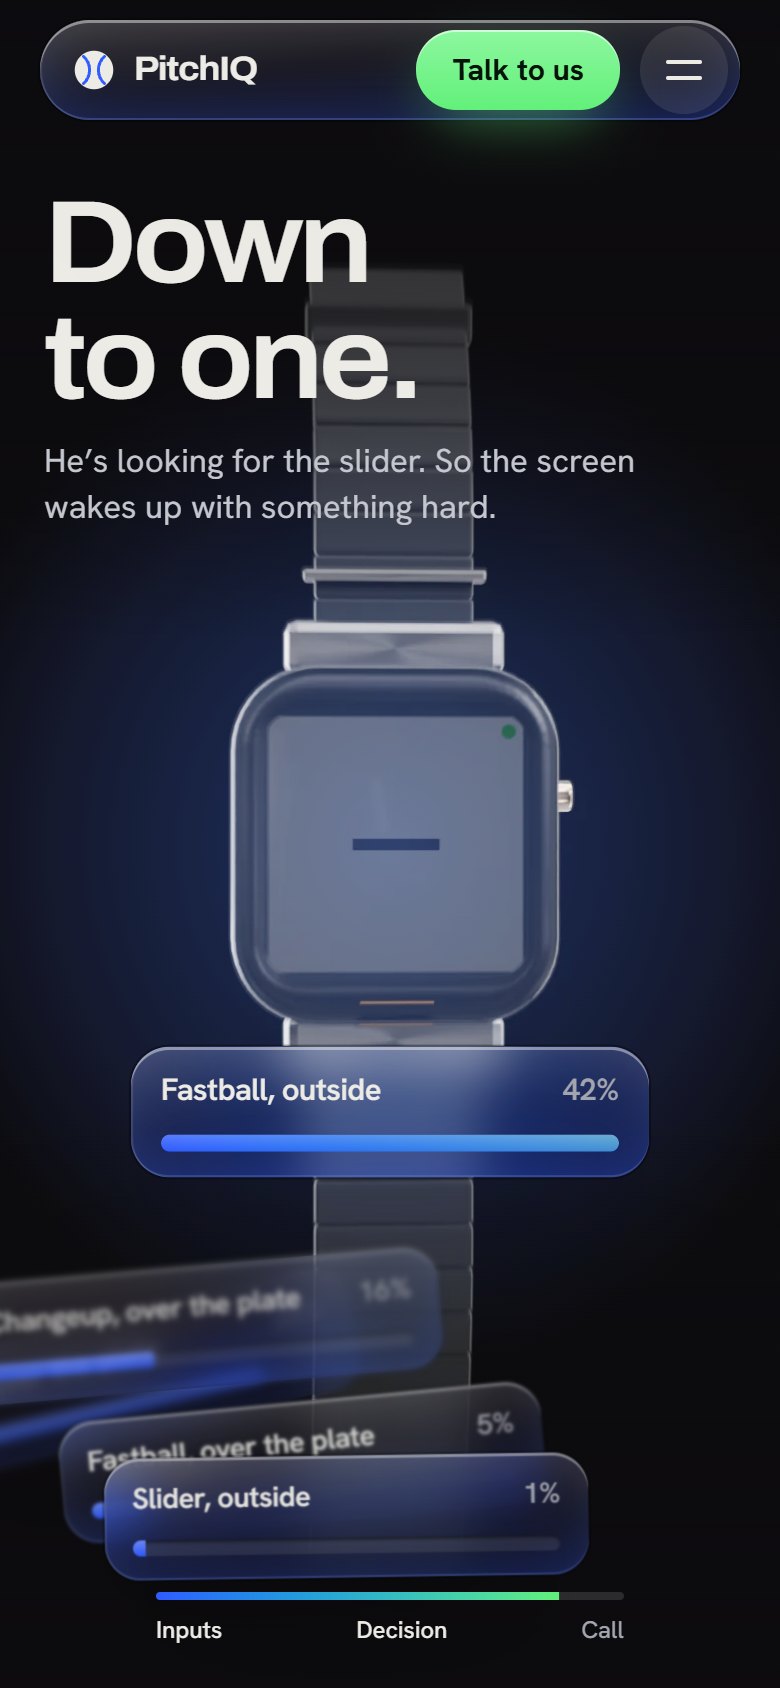 PitchIQ
Talk to us
Down
to one.
He’s looking for the slider. So the screen
wakes up with something hard.
Fastball, outside
42%
Changeup, over the plate
16%
Fastball, over the plate
5%
Slider, outside
1%
Inputs
Decision
Call